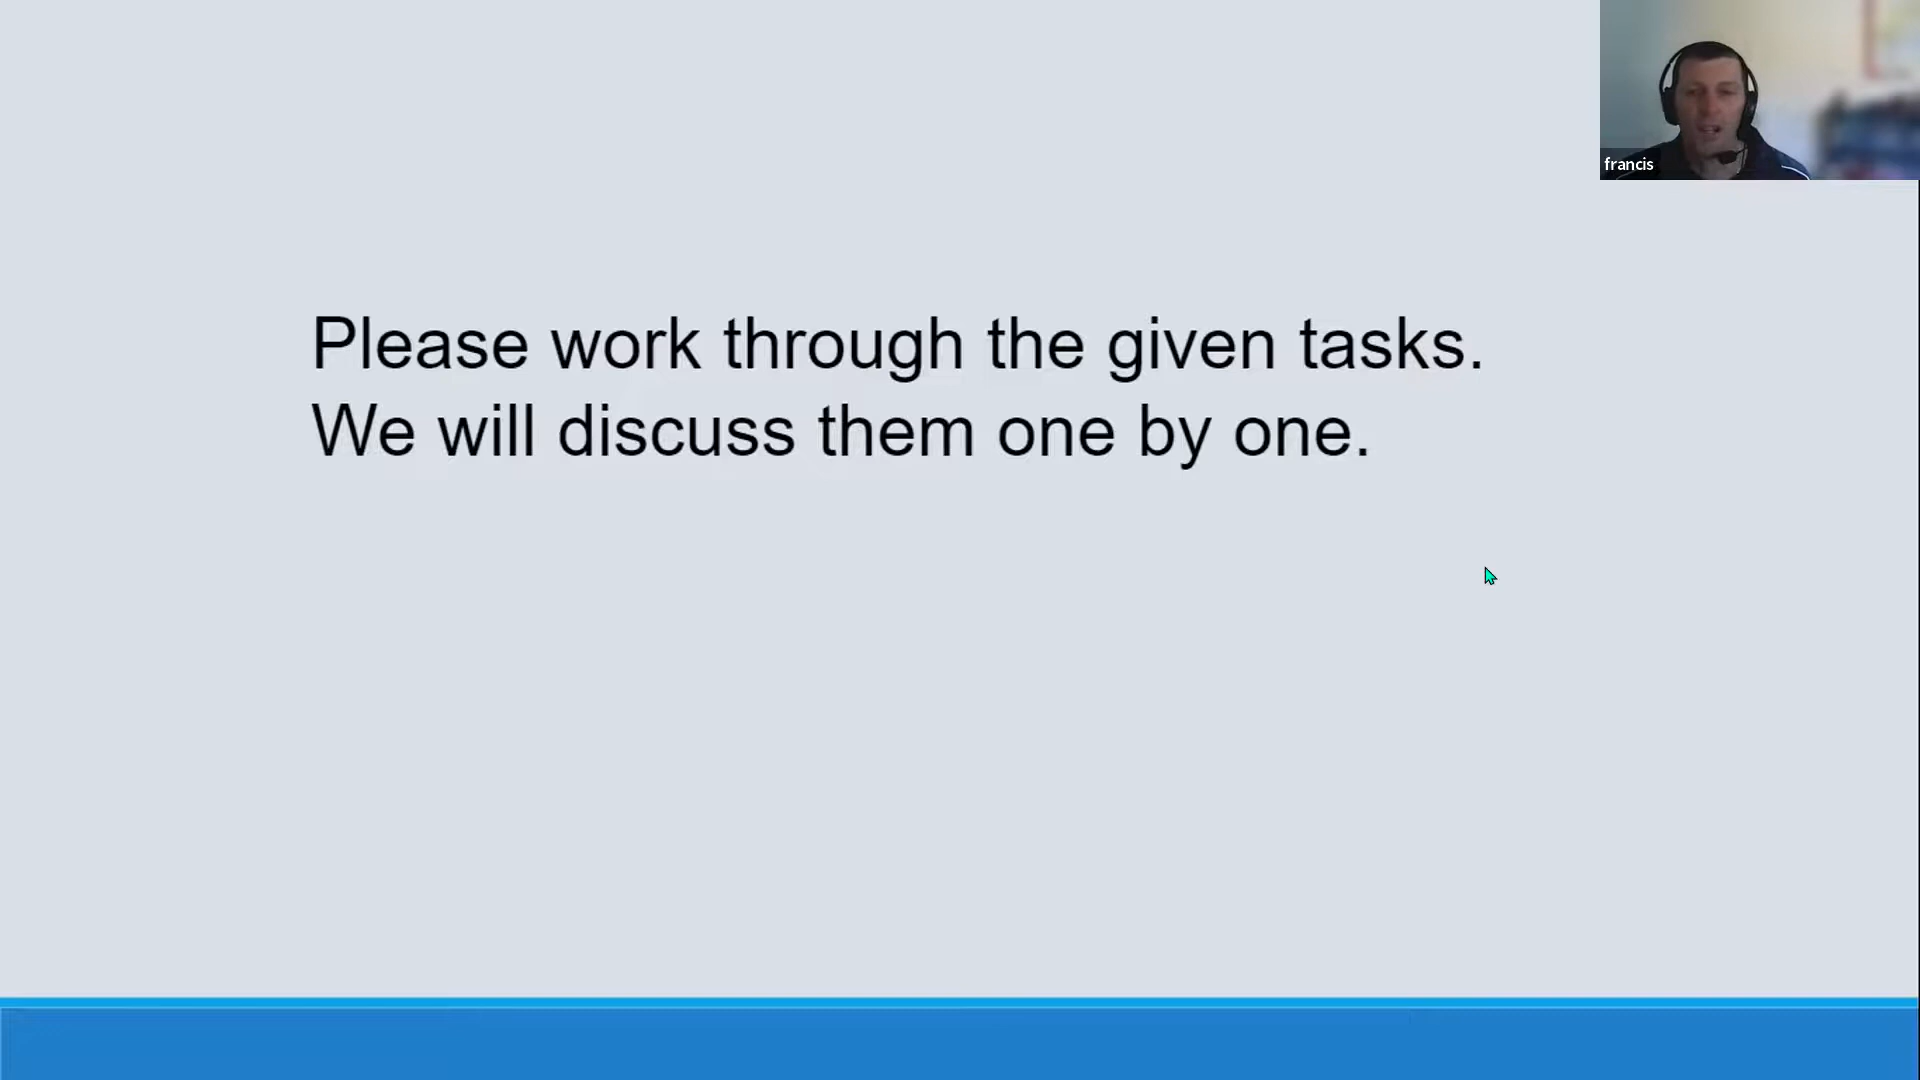 francis
Please work through the given tasks.
We will discuss them one by one.